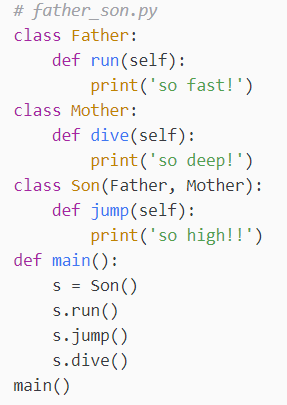 # father_son.py
class Father:
    def run(self):
        print('so fast!')
class Mother:
    def dive(self):
        print('so deep!')
class Son(Father, Mother):
    def jump(self):
        print('so high!!')
def main():
    s = Son()
    s.run()
    s.jump()
    s.dive()
main()